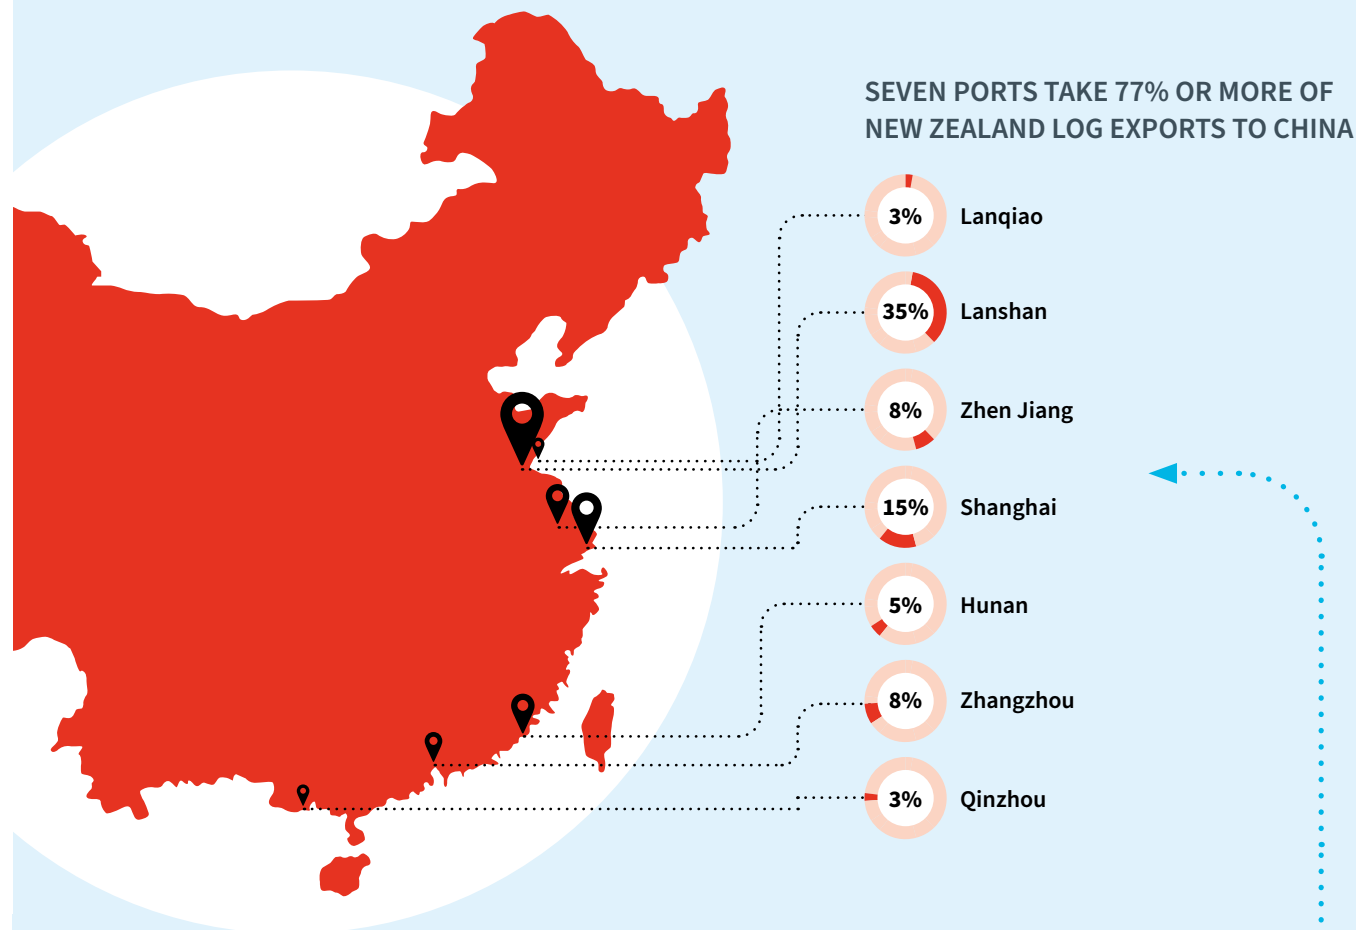 SEVEN PORTS TAKE 77% OR MORE OF
NEW ZEALAND LOG EXPORTS TO CHINA
3% Lanqiao
35% Lanshan
8% Zhen Jiang
15% Shanghai
5% Hunan
8% Zhangzhou
3% Qinzhou